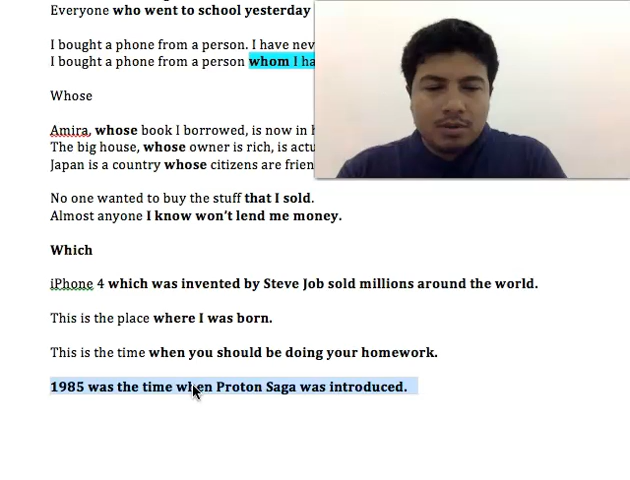 Everyone who went to school yesterday
I bought a phone from a person. I have nev
I bought a phone from a person whom I ha
Whose
Amira, whose book I borrowed, is now in
The big house, whose owner is rich, is actu
Japan is a country whose citizens are frien
No one wanted to buy the stuff that I sold.
Almost anyone I know won't lend me money.
Which
iPhone 4 which was invented by Steve Job sold millions around the world.
This is the place where I was born.
This is the time when you should be doing your homework.
1985 was the time when Proton Saga was introduced.